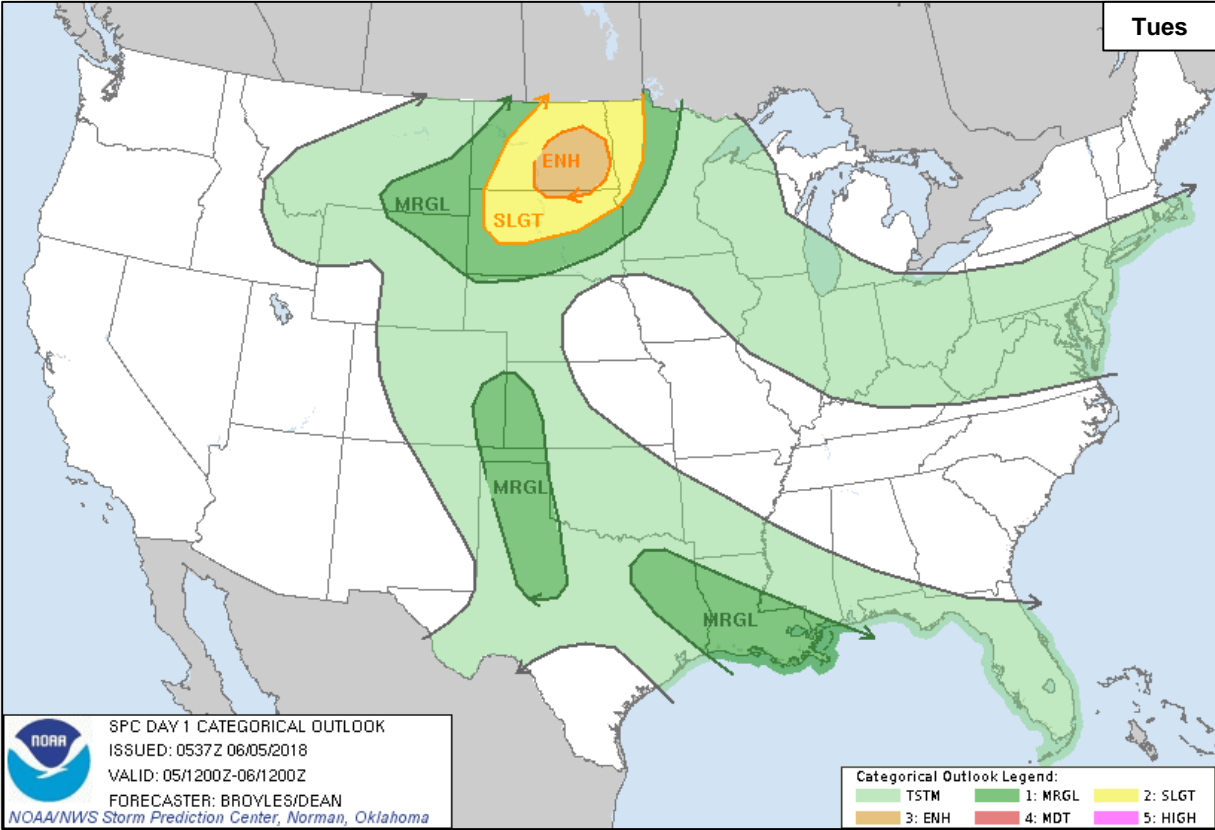 Tues
ENH
MRGL
SLGT
MRGL
MRGL
NOAA
SPC DAY 1 CATEGORICAL OUTLOOK
ISSUED: 0537Z 06/05/2018
VALID: 05/1200Z-06/1200Z
FORECASTER: BROYLES/DEAN
NOAA/NWS Storm Prediction Center, Norman, Oklahoma
Categorical Outlook Legend:
TSTM 1: MRGL 2: SLGT
3: ENH 4: MDT 5: HIGH